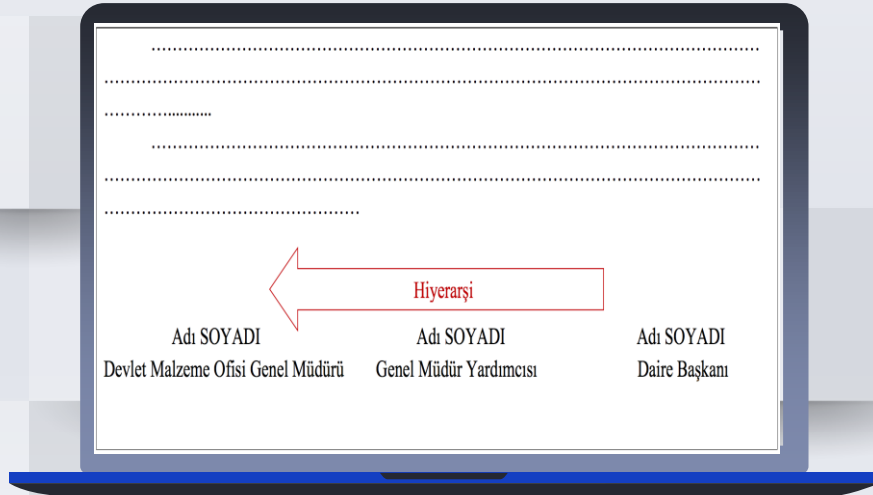 ........................................................................................................................
..................................................................................................................................
......................
........................................................................................................................
..................................................................................................................................
................................................
Hiyerarşi
Adı SOYADI Adı SOYADI Adı SOYADI
Devlet Malzeme Ofisi Genel Müdürü Genel Müdür Yardımcısı Daire Başkanı